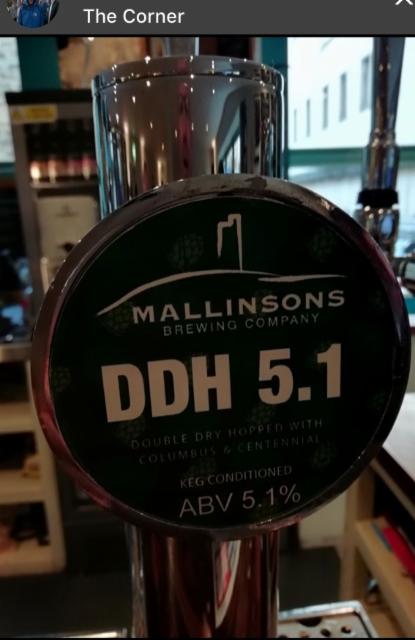 The Corner
MALLINSONS
BREWING COMPANY
DDH 5.1
DOUBLE DRY HOPPED WITH
COLUMBUS & CENTENNIAL
KEG CONDITIONED
ABV 5.1%